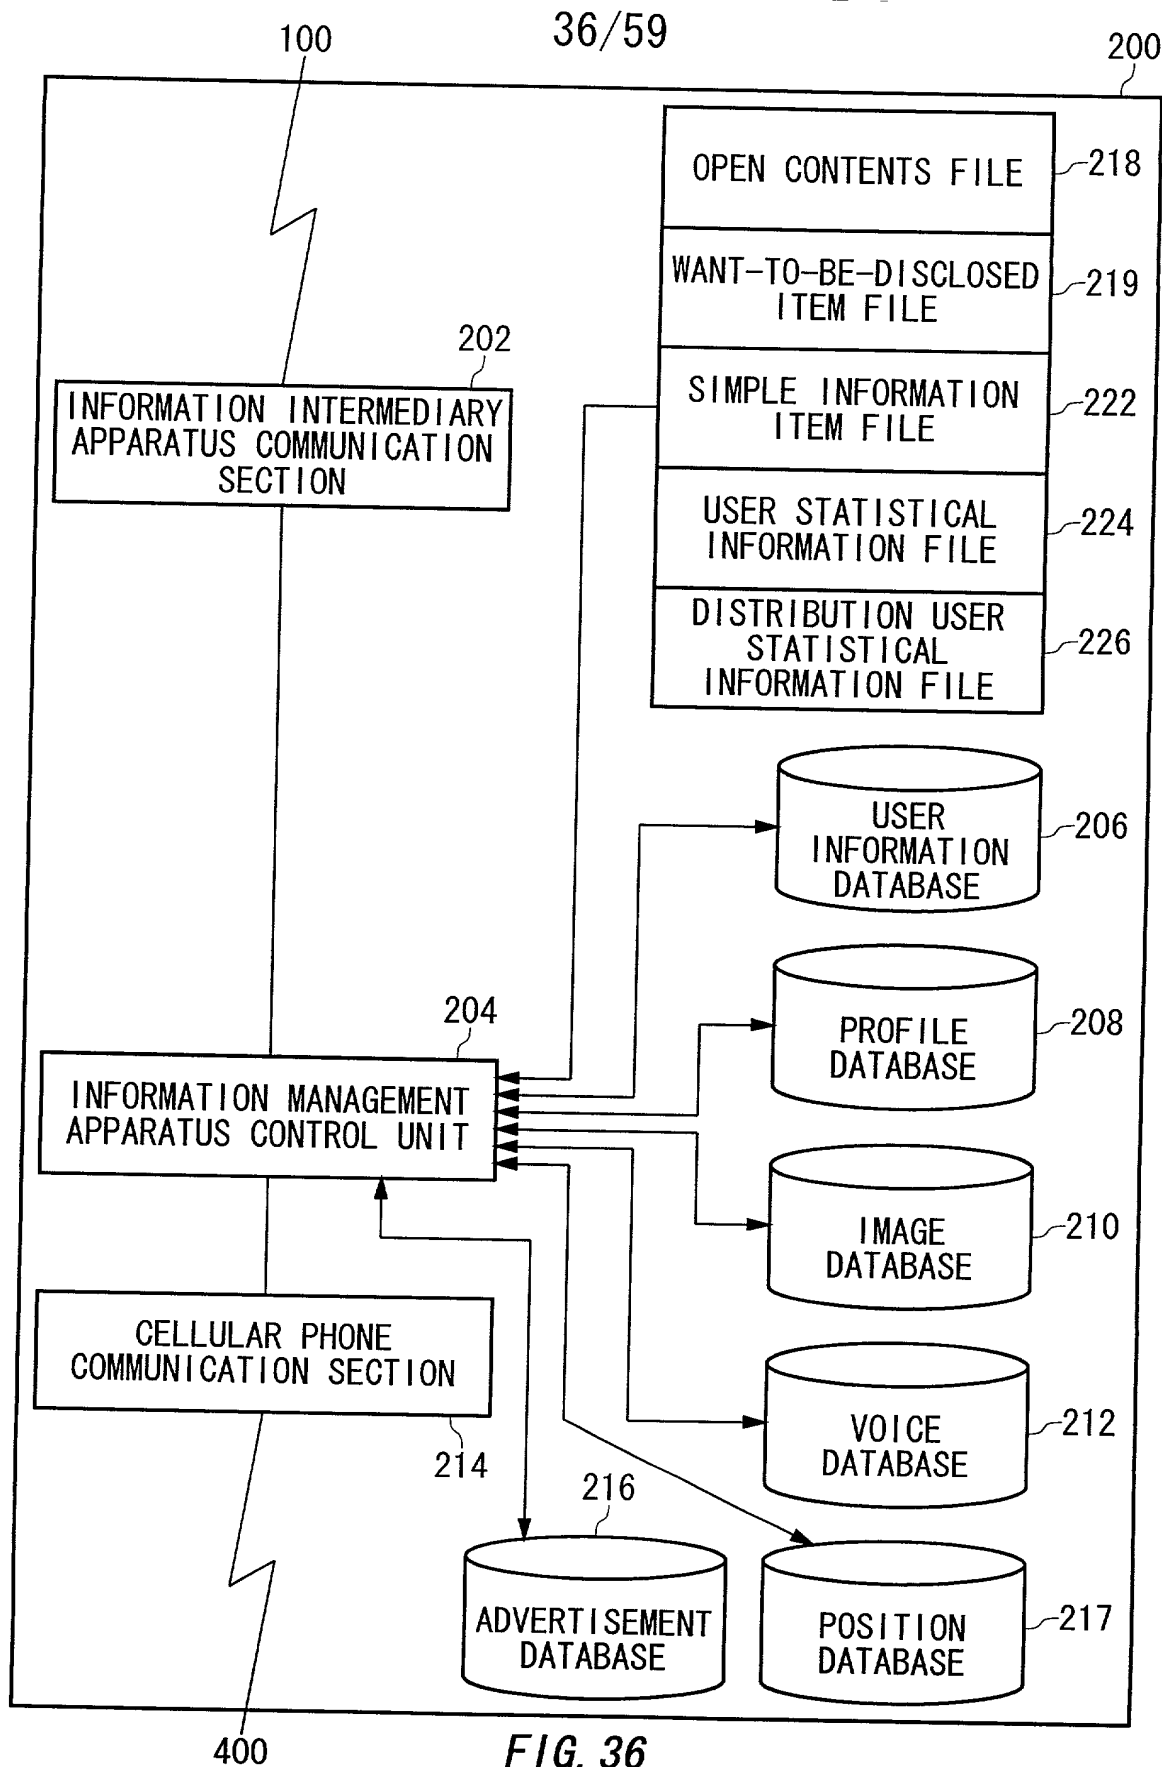 36/59
100
200
OPEN CONTENTS FILE
218
WANT-TO-BE-DISCLOSED
ITEM FILE
219
202
INFORMATION INTERMEDIARY
APPARATUS COMMUNICATION
SECTION
SIMPLE INFORMATION
ITEM FILE
222
USER STATISTICAL
INFORMATION FILE
224
DISTRIBUTION USER
STATISTICAL
INFORMATION FILE
226
USER
INFORMATION
DATABASE
206
204
INFORMATION MANAGEMENT
APPARATUS CONTROL UNIT
PROFILE
DATABASE
208
IMAGE
DATABASE
210
CELLULAR PHONE
COMMUNICATION SECTION
214
VOICE
DATABASE
212
216
ADVERTISEMENT
DATABASE
POSITION
DATABASE
217
400
FIG. 36